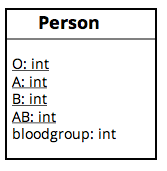 Person
O: int
A: int
B: int
AB: int
bloodgroup: int